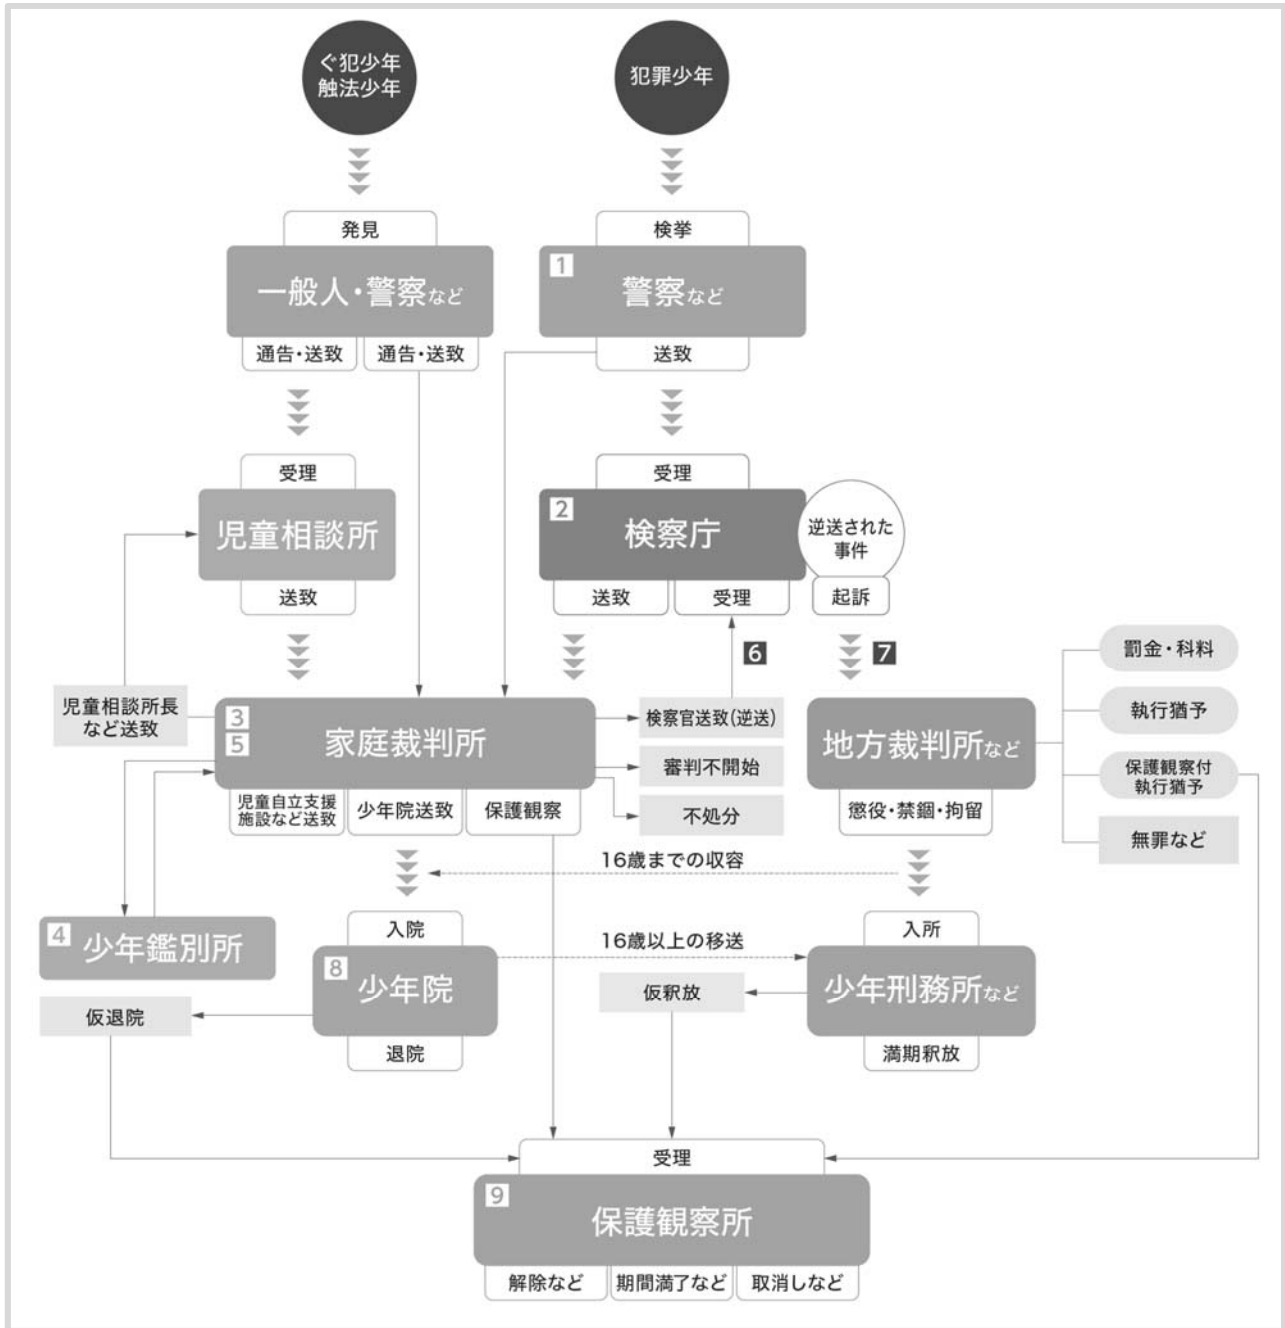 ぐ犯少年
触法少年
犯罪少年
発見
検挙
一般人・警察など
1
警察など
通告・送致
通告・送致
送致
受理
受理
児童相談所
2
検察庁
逆送された
事件
送致
送致
受理
起訴
6
7
児童相談所長
など送致
3
5
家庭裁判所
検察官送致(逆送)
審判不開始
不処分
地方裁判所など
罰金・科料
執行猶予
保護観察付
執行猶予
無罪など
児童自立支援
施設など送致
少年院送致
保護観察
懲役・禁錮・拘留
16歳までの収容
4
少年鑑別所
入院
8
少年院
退院
16歳以上の移送
入所
少年刑務所など
満期釈放
仮退院
仮釈放
受理
9
保護観察所
解除など
期間満了など
取消しなど